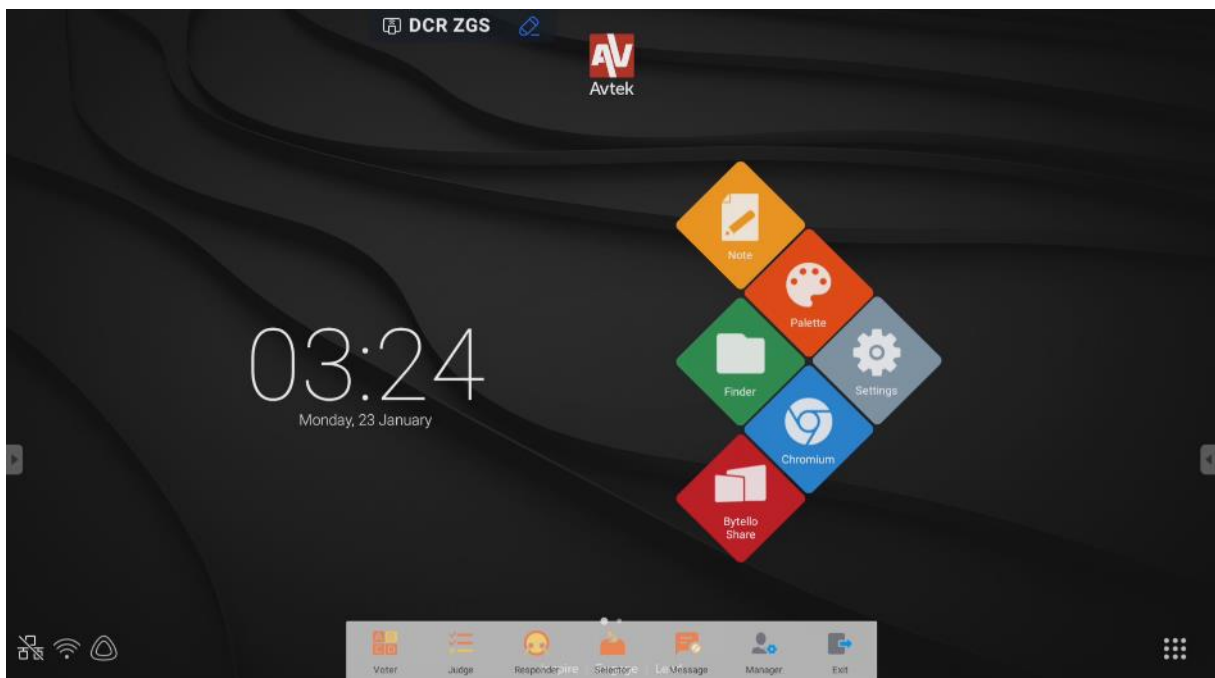 DCR ZGS
AV
Avtek
Note
Palette
Finder
Settings
03:24
Monday, 23 January
Chromium
Bytello
Share
Voter
Judge
Responder
Selector
Message
Manager
Exit